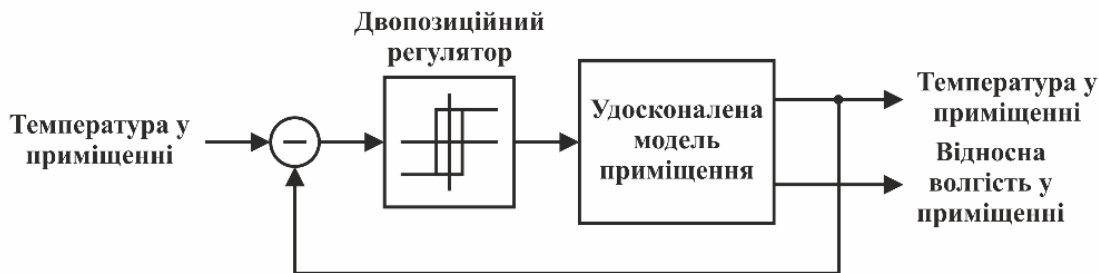 Двопозиційний
регулятор
Температура у
приміщенні
Удосконалена
модель
приміщення
Температура у
приміщенні
Відносна
волгість у
приміщенні